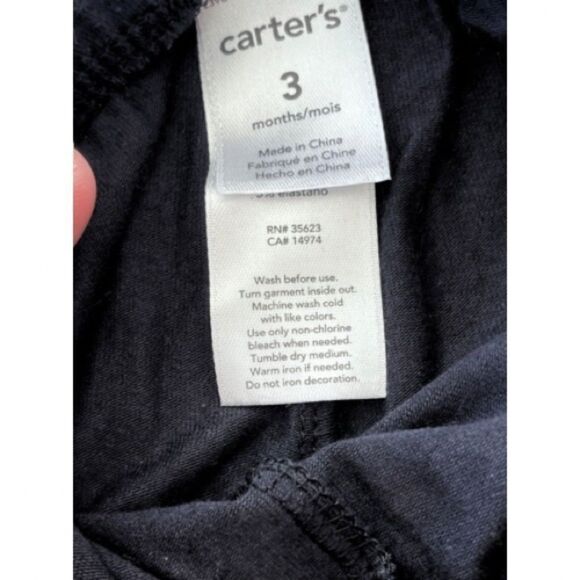 carter's®
3
months/mois
Made in China
Fabriqué en Chine
Hecho en China
elastano
RN# 35623
CA# 14974
Wash before use.
Turn garment inside out.
Machine wash cold
with like colors.
Use only non-chlorine
bleach when needed.
Tumble dry medium.
Warm iron if needed.
Do not iron decoration.